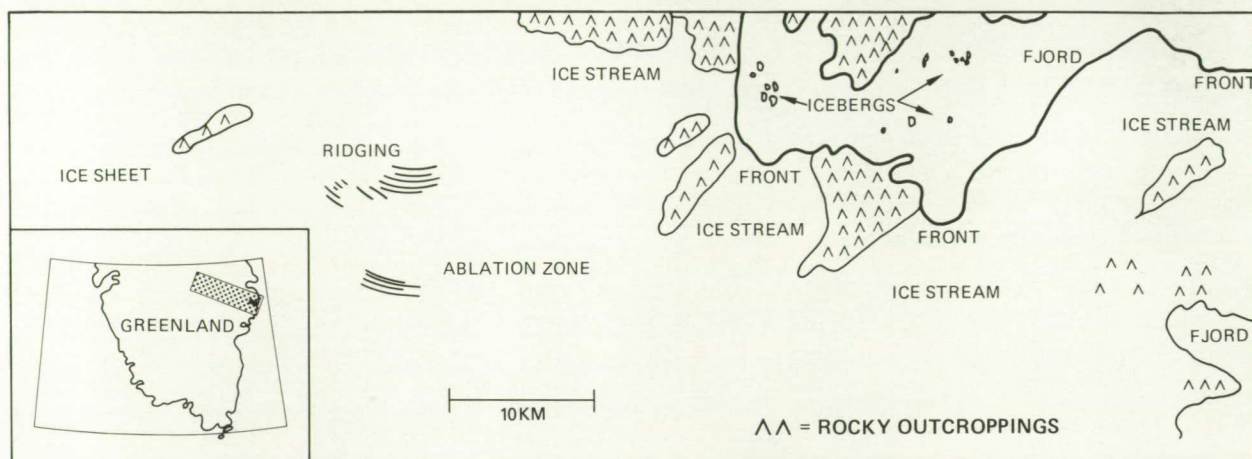 ICE STREAM
FJORD
FRONT
ICEBERGS
ICE STREAM
RIDGING
ICE SHEET
FRONT
ICE STREAM
FRONT
ABLATION ZONE
ICE STREAM
GREENLAND
FJORD
10KM
= ROCKY OUTCROPPINGS